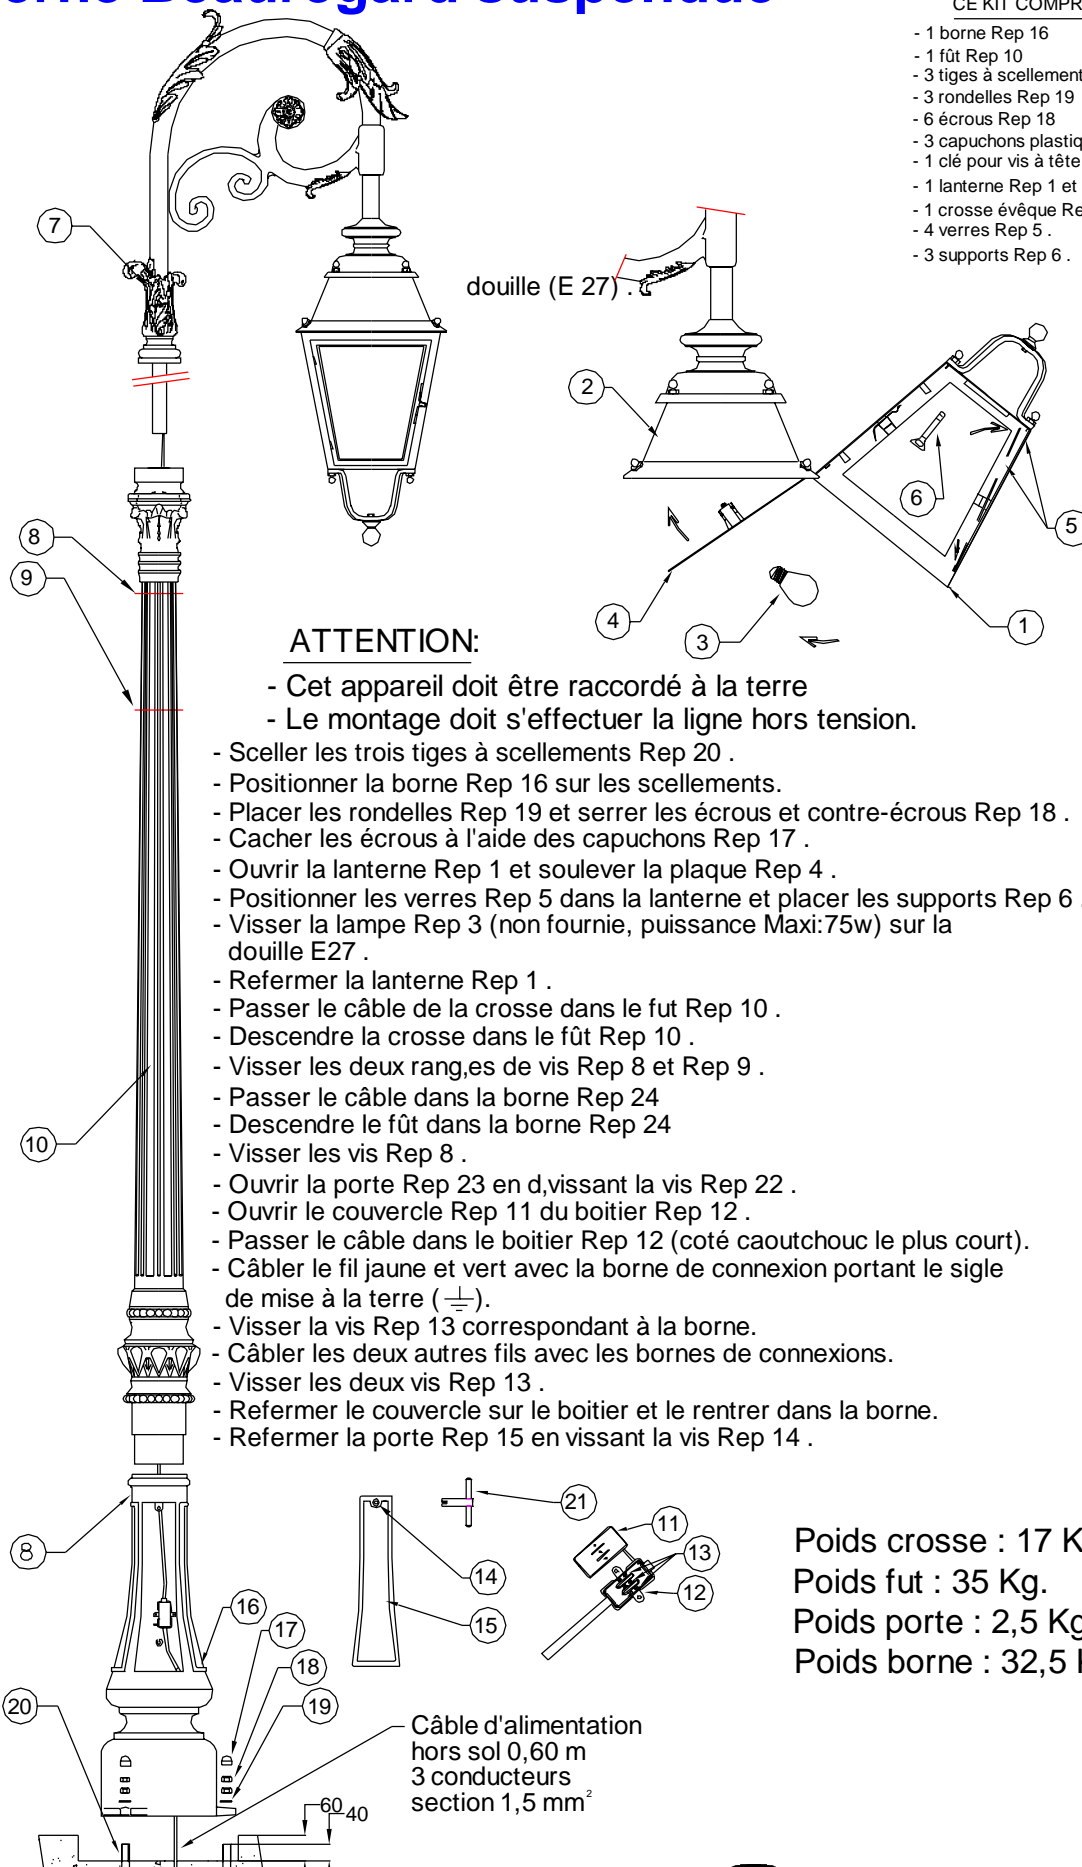 Beauregard suspendue
CE KIT COMPR
- 1 borne Rep 16
- 1 fût Rep 10
- 3 tiges à scellement
- 3 rondelles Rep 19
- 6 écrous Rep 18
- 3 capuchons plastiq
- 1 clé pour vis à tête
- 1 lanterne Rep 1 et
- 1 crosse évêque Re
- 4 verres Rep 5 .
- 3 supports Rep 6 .
7
douille (E 27) .
2
6
5
8
9
4
3
1
ATTENTION:
- Cet appareil doit être raccordé à la terre
- Le montage doit s'effectuer la ligne hors tension.
- Sceller les trois tiges à scellements Rep 20 .
- Positionner la borne Rep 16 sur les scellements.
- Placer les rondelles Rep 19 et serrer les écrous et contre-écrous Rep 18 .
- Cacher les écrous à l'aide des capuchons Rep 17 .
- Ouvrir la lanterne Rep 1 et soulever la plaque Rep 4 .
- Positionner les verres Rep 5 dans la lanterne et placer les supports Rep 6 .
- Visser la lampe Rep 3 (non fournie, puissance Maxi:75w) sur la
douille E27 .
- Refermer la lanterne Rep 1 .
- Passer le câble de la crosse dans le fut Rep 10 .
- Descendre la crosse dans le fût Rep 10 .
- Visser les deux rang,es de vis Rep 8 et Rep 9 .
- Passer le câble dans la borne Rep 24
- Descendre le fût dans la borne Rep 24
- Visser les vis Rep 8 .
- Ouvrir la porte Rep 23 en d,vissant la vis Rep 22 .
- Ouvrir le couvercle Rep 11 du boitier Rep 12 .
- Passer le câble dans le boitier Rep 12 (coté caoutchouc le plus court).
- Câbler le fil jaune et vert avec la borne de connexion portant le sigle
de mise à la terre ( ⏚ ).
- Visser la vis Rep 13 correspondant à la borne.
- Câbler les deux autres fils avec les bornes de connexions.
- Visser les deux vis Rep 13 .
- Refermer le couvercle sur le boitier et le rentrer dans la borne.
- Refermer la porte Rep 15 en vissant la vis Rep 14 .
10
8
21
11
13
12
14
15
16
17
18
19
20
Poids crosse : 17 K
Poids fut : 35 Kg.
Poids porte : 2,5 Kg
Poids borne : 32,5
Câble d'alimentation
hors sol 0,60 m
3 conducteurs
section 1,5 mm²
60
40